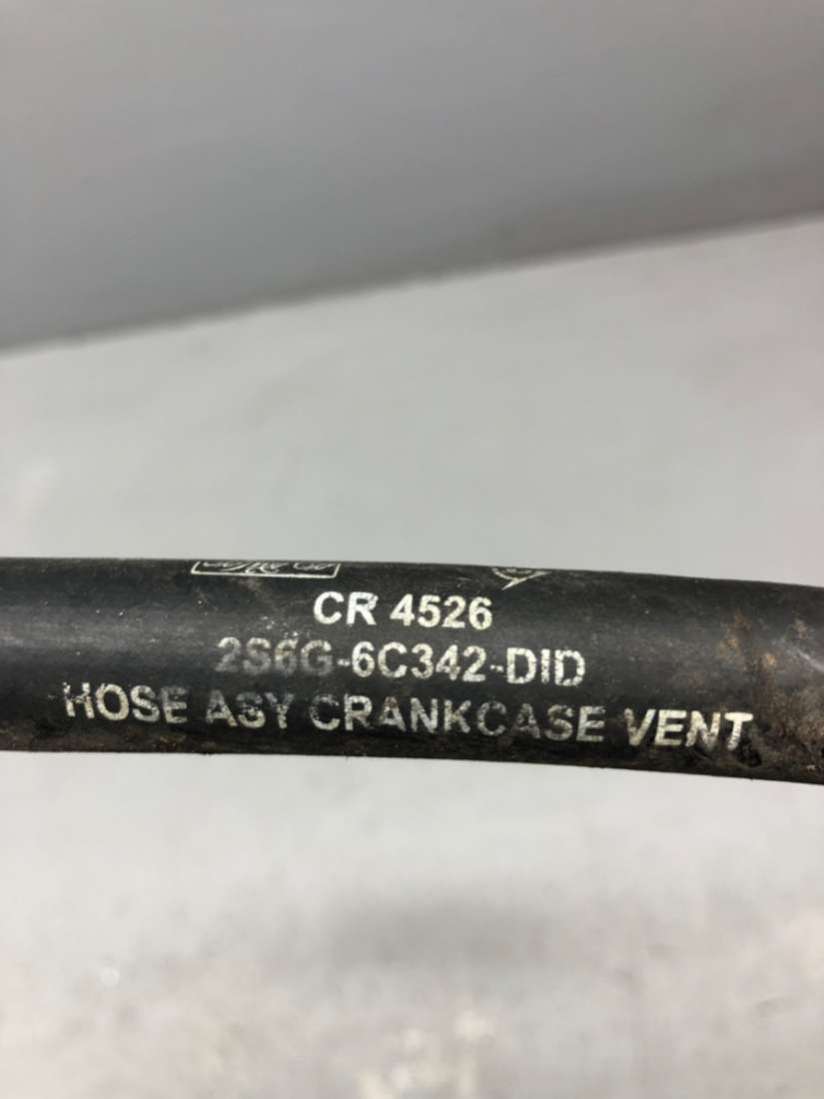 CR 4526
2S6G-6C342-DID
HOSE ASY CRANKCASE VENT